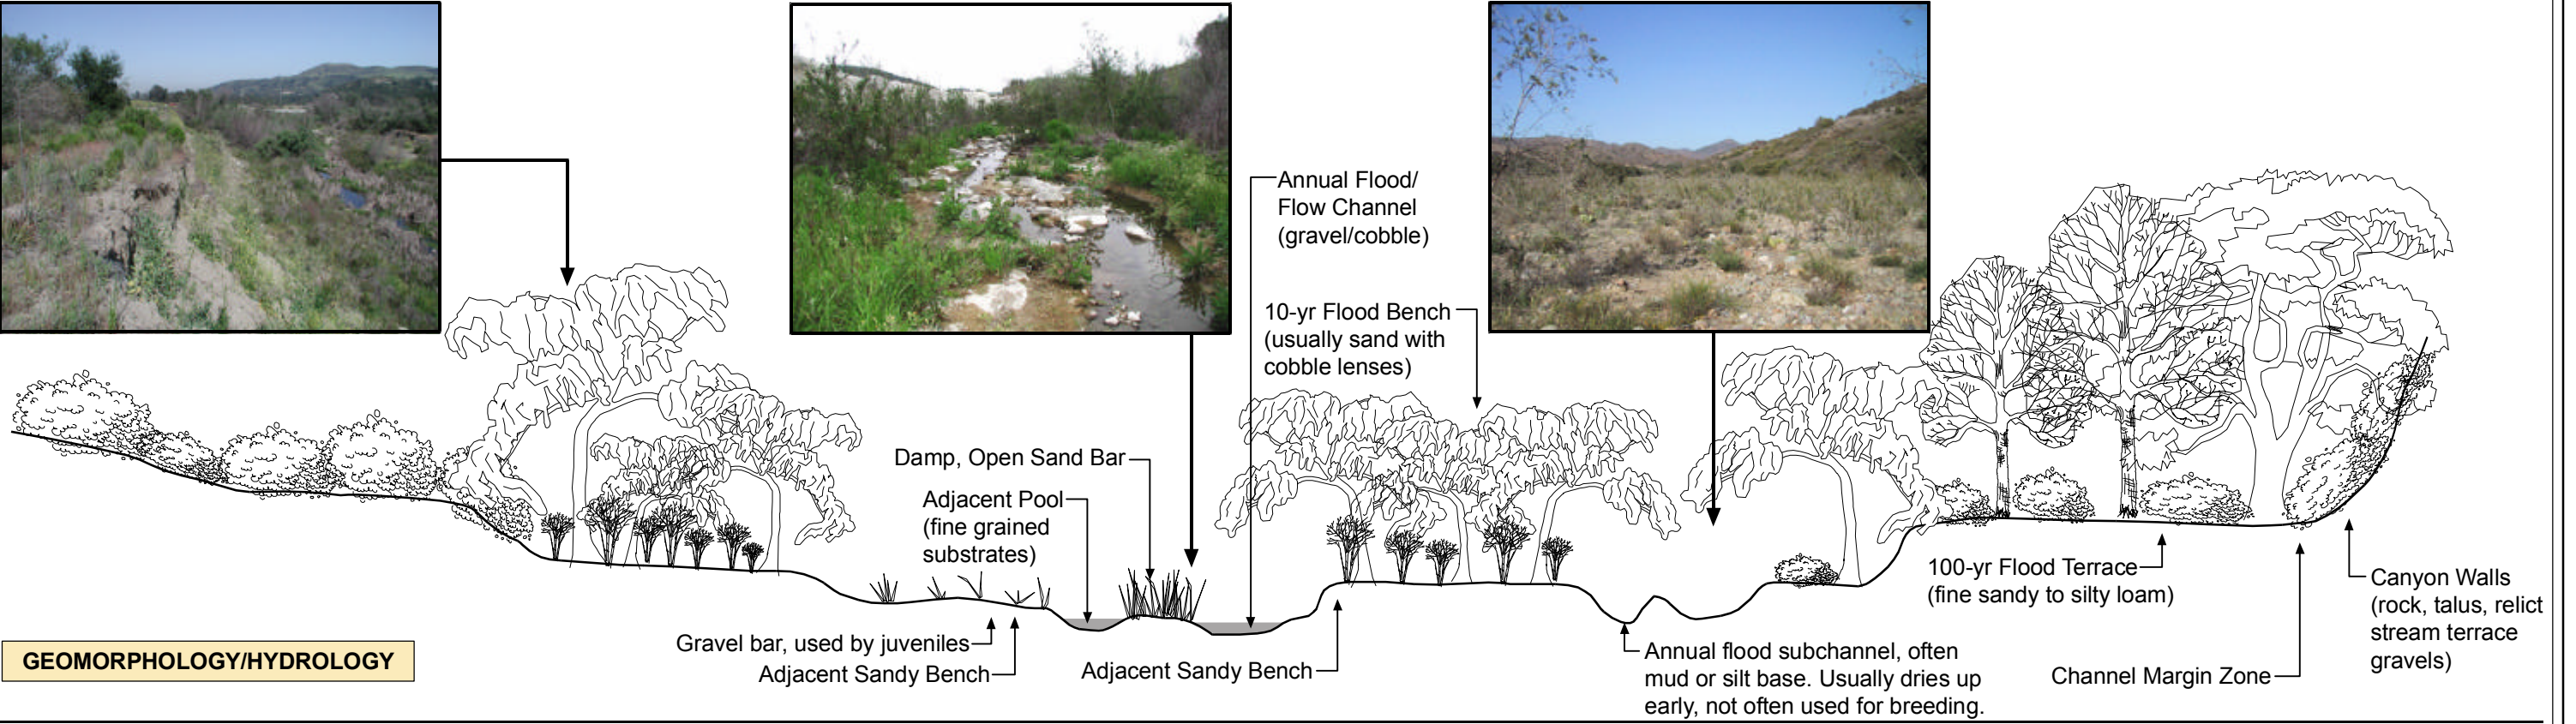 Annual Flood/
Flow Channel
(gravel/cobble)
10-yr Flood Bench
(usually sand with
cobble lenses)
Damp, Open Sand Bar
Adjacent Pool
(fine grained
substrates)
Gravel bar, used by juveniles
Adjacent Sandy Bench
Adjacent Sandy Bench
Annual flood subchannel, often
mud or silt base. Usually dries up
early, not often used for breeding.
100-yr Flood Terrace
(fine sandy to silty loam)
Channel Margin Zone
Canyon Walls
(rock, talus, relict
stream terrace
gravels)
GEOMORPHOLOGY/HYDROLOGY